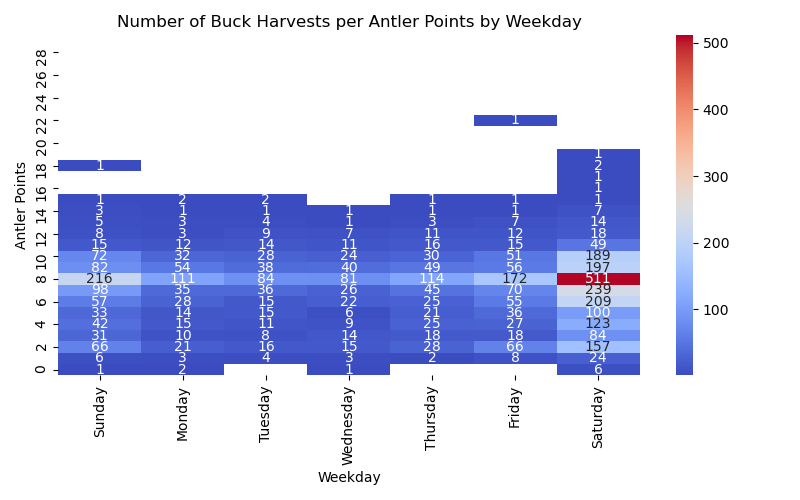 Number of Buck Harvests per Antler Points by Weekday
Antler Points
28
26
24
22 1
20
1
18 1 2
1
16 1
1 2 2 1 1 1
14 3 1 1 1 1 1 7
5 3 4 1 3 7 14
12 8 3 9 7 11 12 18
15 12 14 11 16 15 49
10 72 32 28 24 30 51 189
82 54 38 40 49 56 197
8 216 111 84 81 114 172 511
98 35 36 26 45 70 239
6 57 28 15 22 25 55 209
33 14 15 6 21 36 100
4 42 15 11 9 25 27 123
31 10 8 14 18 18 84
2 66 21 16 15 28 66 157
6 3 4 3 2 8 24
0 1 2 1 6
Sunday Monday Tuesday Wednesday Thursday Friday Saturday
Weekday
500
400
300
200
100